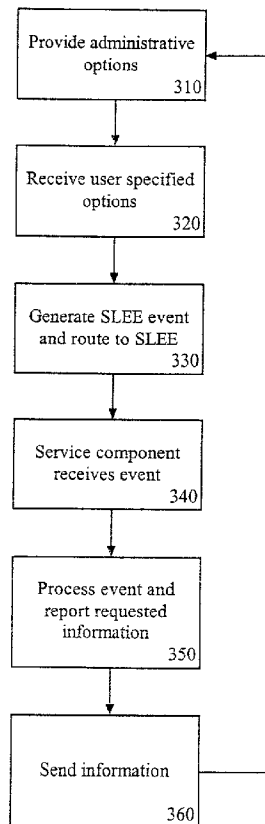 Provide administrative
options
310
Receive user specified
options
320
Generate SLEE event
and route to SLEE
330
Service component
receives event
340
Process event and
report requested
information
350
Send information
360